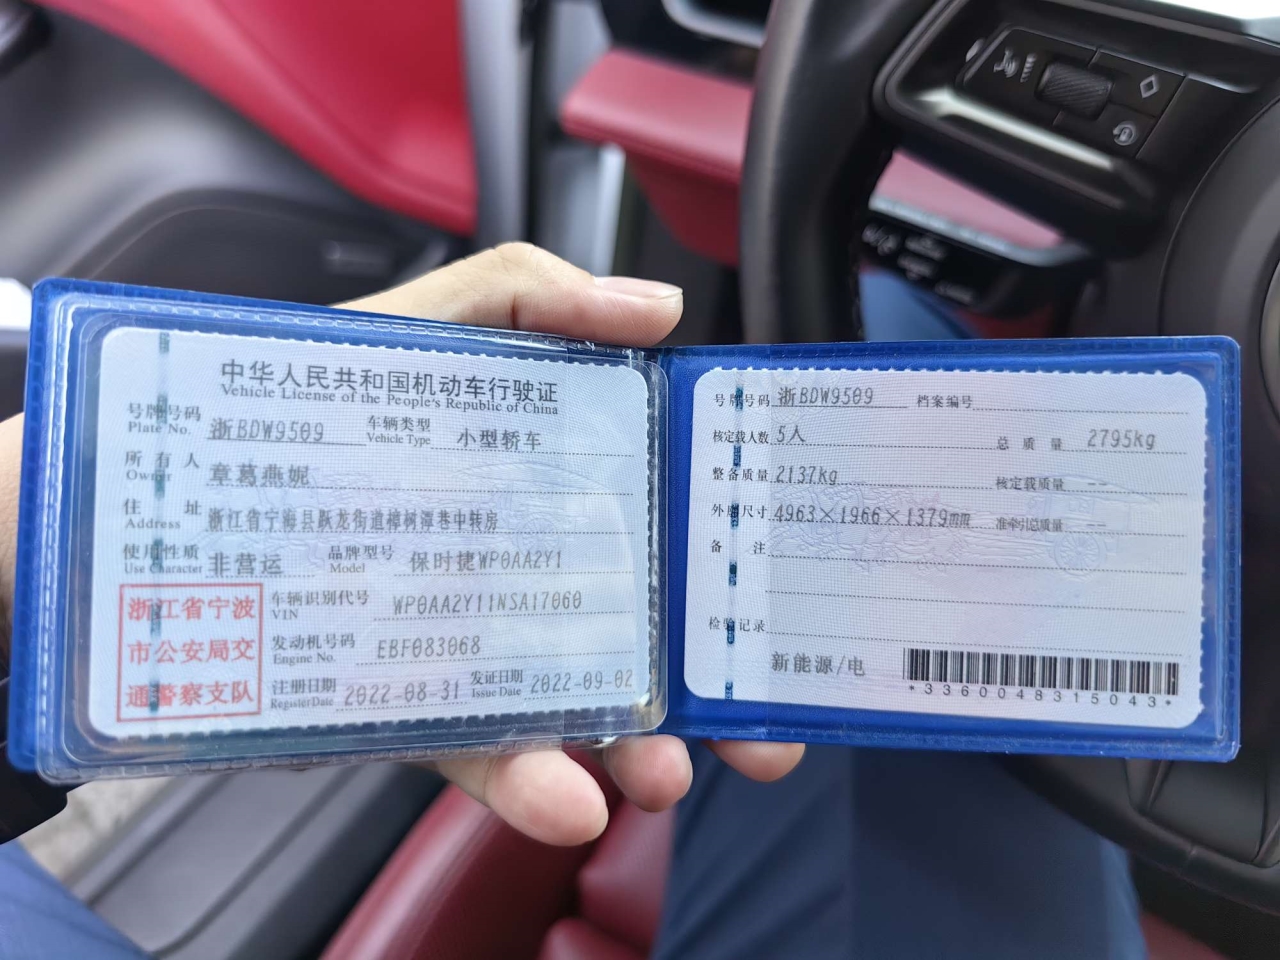 中华人民共和国机动车行驶证
Vehicle License of the People's Republic of China
号牌号码 Plate No. 浙BDW9509 车辆类型 Vehicle Type 小型轿车
所有人 Owner 章葛燕妮
住址 Address 浙江省宁海县跃龙街道樟树潭巷中转房
使用性质 Use Character 非营运 品牌型号 Model 保时捷WP0AA2Y1
浙江省宁波
市公安局交
通警察支队
车辆识别代号 VIN WP0AA2Y11NSA17060
发动机号码 Engine No. EBF083068
注册日期 Register Date 2022-08-31 发证日期 Issue Date 2022-09-02
号牌号码 浙BDW9509 档案编号
核定载人数 5人 总质量 2795kg
整备质量 2137kg 核定载质量 --
外廓尺寸 4963×1966×1379mm 准牵引总质量 --
备注
检验记录
新能源/电
*3360048315043*